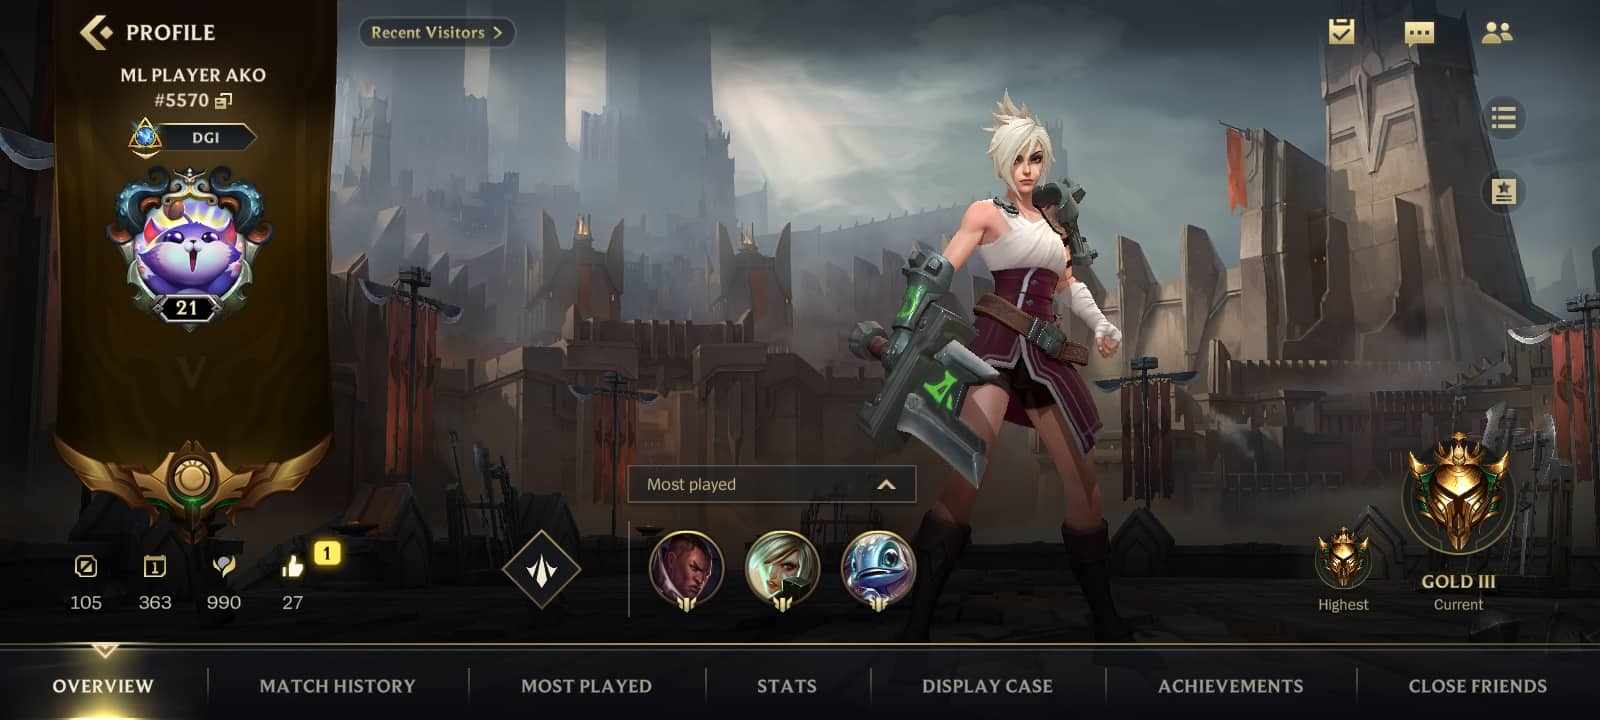 PROFILE
Recent Visitors
ML PLAYER AKO
#5570
DGI
21
V
Most played
1
1
105
363
990
27
GOLD III
Highest
Current
OVERVIEW
MATCH HISTORY
MOST PLAYED
STATS
DISPLAY CASE
ACHIEVEMENTS
CLOSE FRIENDS